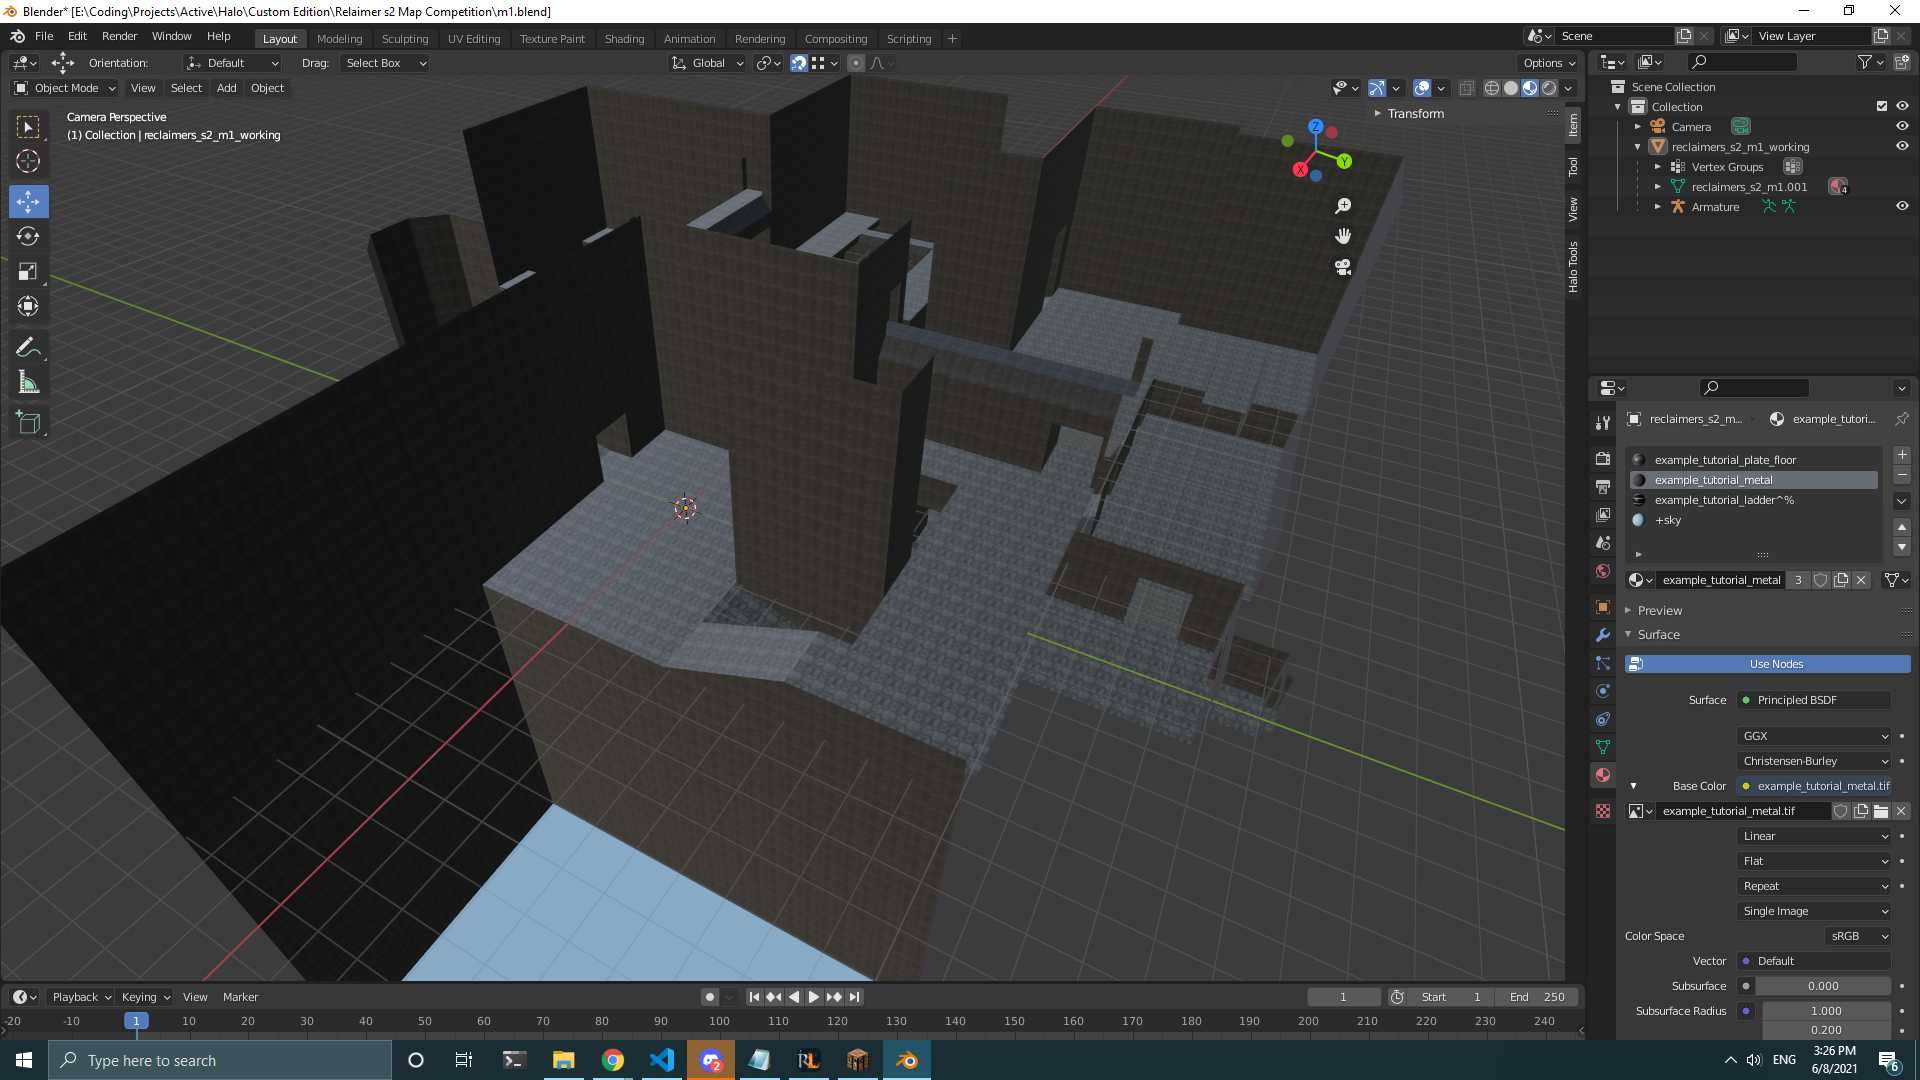 Blender* [E:\Coding\Projects\Active\Halo\Custom Edition\Relaimer s2 Map Competition\m1.blend]
File Edit Render Window Help Layout Modeling Sculpting UV Editing Texture Paint Shading Animation Rendering Compositing Scripting + Scene View Layer
Orientation: Default Drag: Select Box Global Options
Object Mode View Select Add Object
Camera Perspective
(1) Collection | reclaimers_s2_m1_working
Transform
Item
Tool
View
Halo Tools
Z
Y
X
Scene Collection
Collection
Camera
reclaimers_s2_m1_working
Vertex Groups
reclaimers_s2_m1.001 4
Armature
reclaimers_s2_m... example_tutori...
example_tutorial_plate_floor
example_tutorial_metal
example_tutorial_ladder^%
+sky
example_tutorial_metal 3
Preview
Surface
Use Nodes
Surface Principled BSDF
GGX
Christensen-Burley
Base Color example_tutorial_metal.tif
example_tutorial_metal.tif
Linear
Flat
Repeat
Single Image
Color Space sRGB
Vector Default
Subsurface 0.000
Subsurface Radius 1.000
0.200
Playback Keying View Marker 1 Start 1 End 250
-20 -10 1 10 20 30 40 50 60 70 80 90 100 110 120 130 140 150 160 170 180 190 200 210 220 230 240
Type here to search 2 RL ENG 3:26 PM
6/8/2021 6